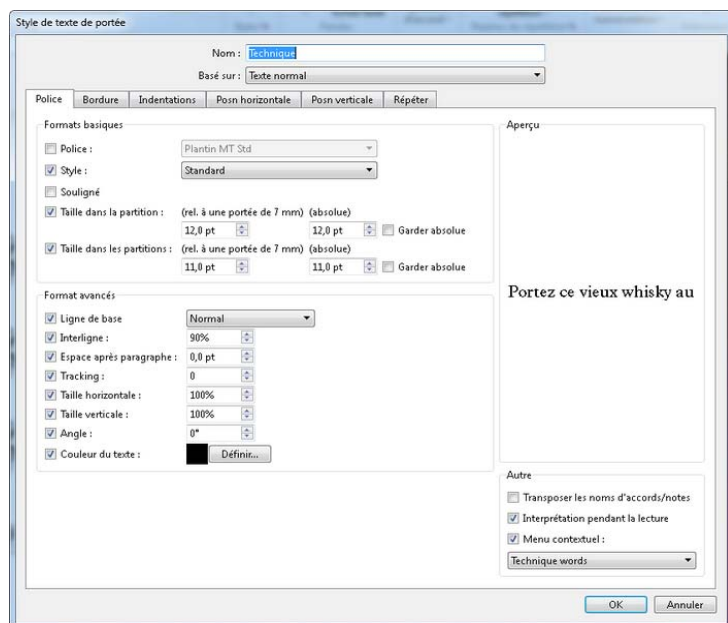 Style de texte de portée
Nom : Technique
Basé sur : Texte normal
Police Bordure Indentations Posn horizontale Posn verticale Répéter
Formats basiques
Police : Plantin MT Std
Style : Standard
Souligné
Taille dans la partition : (rel. à une portée de 7 mm) (absolue)
12,0 pt 12,0 pt Garder absolue
Taille dans les partitions : (rel. à une portée de 7 mm) (absolue)
11,0 pt 11,0 pt Garder absolue
Format avancés
Ligne de base Normal
Interligne : 90%
Espace après paragraphe : 0,0 pt
Tracking : 0
Taille horizontale : 100%
Taille verticale : 100%
Angle : 0°
Couleur du texte : Définir...
Aperçu
Portez ce vieux whisky au
Autre
Transposer les noms d'accords/notes
Interprétation pendant la lecture
Menu contextuel :
Technique words
OK Annuler